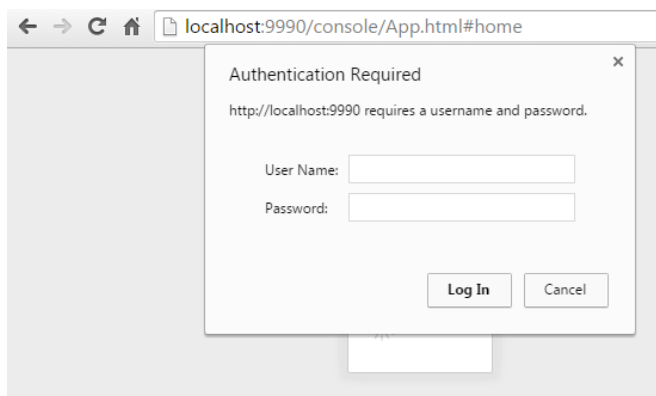 localhost:9990/console/App.html#home
Authentication Required
http://localhost:9990 requires a username and password.
User Name:
Password:
Log In
Cancel